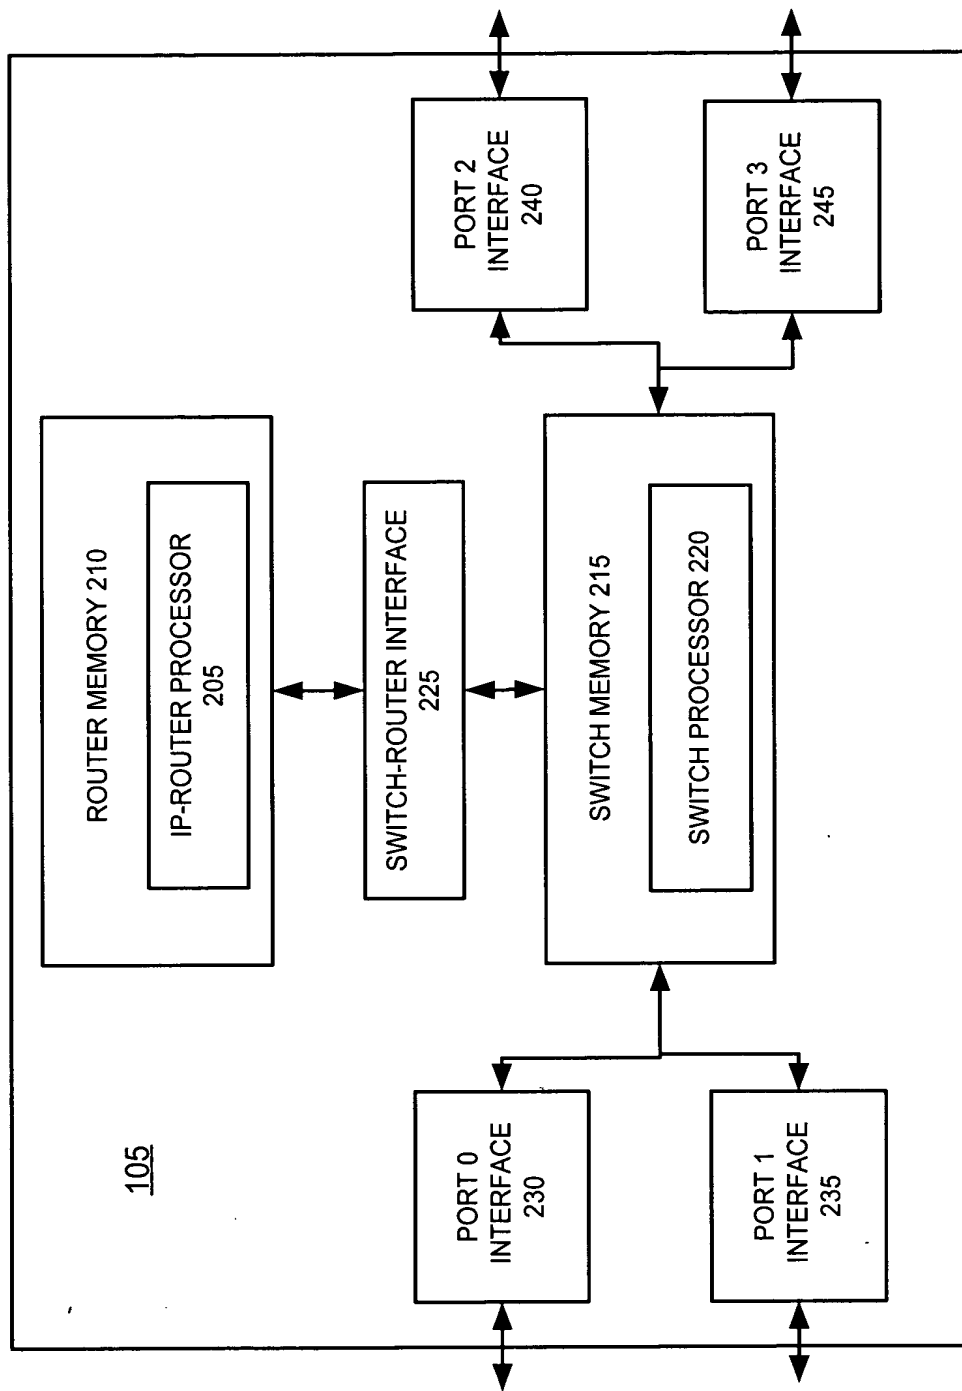 105
ROUTER MEMORY 210
IP-ROUTER PROCESSOR
205
SWITCH-ROUTER INTERFACE
225
PORT 0
INTERFACE
230
PORT 2
INTERFACE
240
SWITCH MEMORY 215
SWITCH PROCESSOR 220
PORT 1
INTERFACE
235
PORT 3
INTERFACE
245